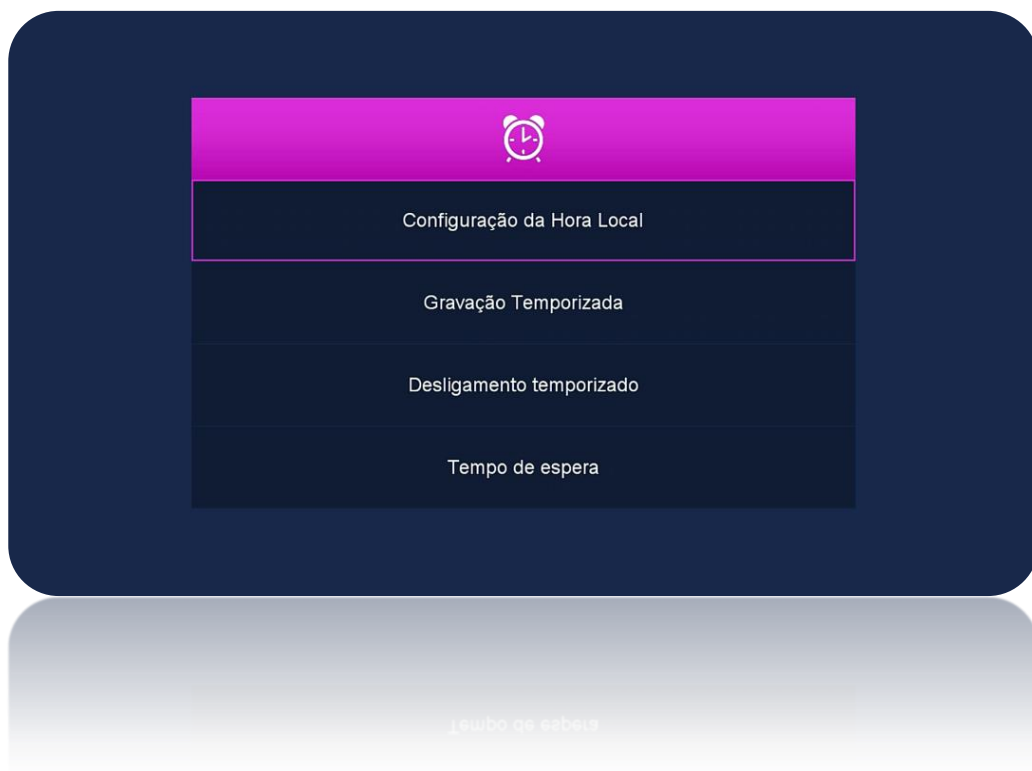 Configuração da Hora Local
Gravação Temporizada
Desligamento temporizado
Tempo de espera